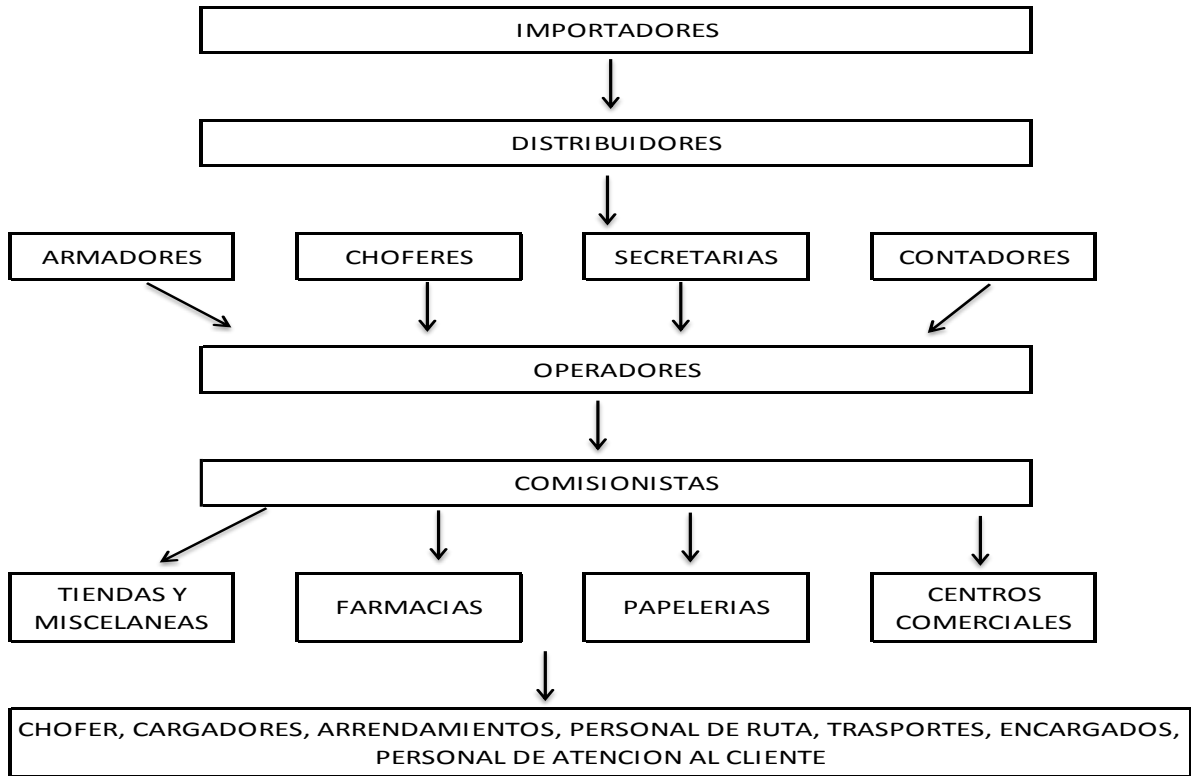 IMPORTADORES
DISTRIBUIDORES
ARMADORES
CHOFERES
SECRETARIAS
CONTADORES
OPERADORES
COMISIONISTAS
TIENDAS Y
MISCELANEAS
FARMACIAS
PAPELERIAS
CENTROS
COMERCIALES
CHOFER, CARGADORES, ARRENDAMIENTOS, PERSONAL DE RUTA, TRASPORTES, ENCARGADOS,
PERSONAL DE ATENCION AL CLIENTE